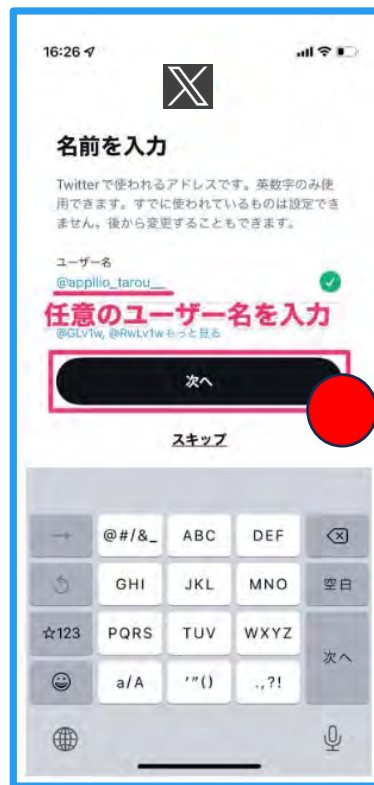 16:26
名前を入力
Twitterで使われるアドレスです。英数字のみ使
用できます。すでに使われているものは設定でき
ません。後から変更することもできます。
ユーザー名
@appllio_tarou__
任意のユーザー名を入力
@GLv1w, @RwLv1wもっと見る
次へ
スキップ
→ @#/&_ ABC DEF
GHI JKL MNO 空白
☆123 PQRS TUV WXYZ
次へ
a/A '"() .,?!